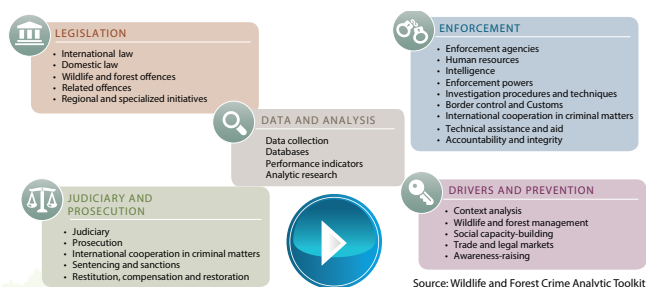 LEGISLATION
• International law
• Domestic law
• Wildlife and forest offences
• Related offences
• Regional and specialized initiatives
ENFORCEMENT
• Enforcement agencies
• Human resources
• Intelligence
• Enforcement powers
• Investigation procedures and techniques
• Border control and Customs
• International cooperation in criminal matters
• Technical assistance and aid
• Accountability and integrity
DATA AND ANALYSIS
Data collection
Databases
Performance indicators
Analytic research
JUDICIARY AND
PROSECUTION
• Judiciary
• Prosecution
• International cooperation in criminal matters
• Sentencing and sanctions
• Restitution, compensation and restoration
DRIVERS AND PREVENTION
• Context analysis
• Wildlife and forest management
• Social capacity-building
• Trade and legal markets
• Awareness-raising
Source: Wildlife and Forest Crime Analytic Toolkit